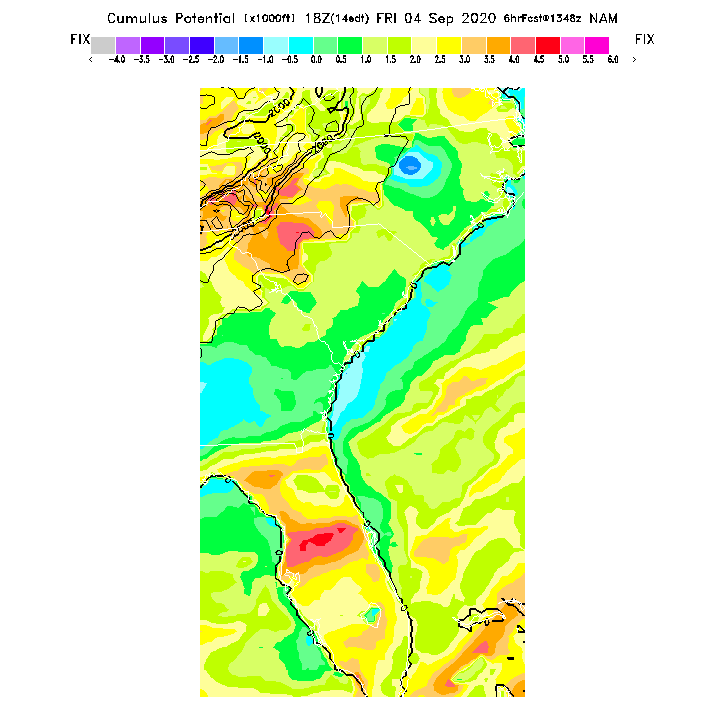 Cumulus Potential [x1000ft] 18Z(14edt) FRI 04 Sep 2020 6hrFcst@1348z NAM
FIX FIX
< -4.0 -3.5 -3.0 -2.5 -2.0 -1.5 -1.0 -0.5 0.0 0.5 1.0 1.5 2.0 2.5 3.0 3.5 4.0 4.5 5.0 5.5 6.0 >
2000
2000